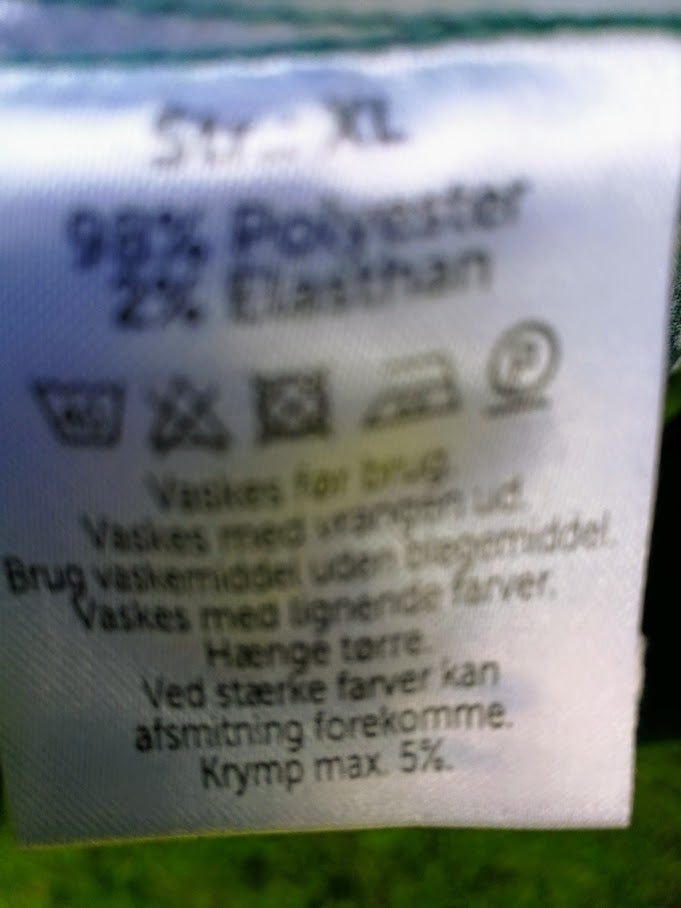 Str.: XL
98% Polyester
2% Elasthan
40
P
Vaskes før brug.
Vaskes med vrangen ud.
Brug vaskemiddel uden blegemiddel.
Vaskes med lignende farver.
Hænge tørre.
Ved stærke farver kan
afsmitning forekomme.
Krymp max. 5%.